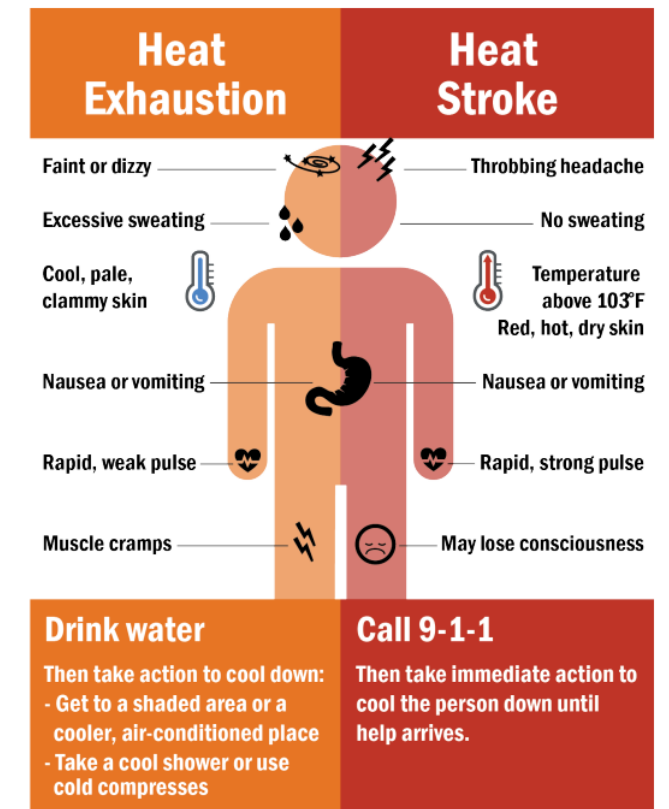 Heat
Exhaustion
Heat
Stroke
Faint or dizzy
Throbbing headache
Excessive sweating
No sweating
Cool, pale,
clammy skin
Temperature
above 103°F
Red, hot, dry skin
Nausea or vomiting
Nausea or vomiting
Rapid, weak pulse
Rapid, strong pulse
Muscle cramps
May lose consciousness
Drink water
Then take action to cool down:
- Get to a shaded area or a
cooler, air-conditioned place
- Take a cool shower or use
cold compresses
Call 9-1-1
Then take immediate action to
cool the person down until
help arrives.